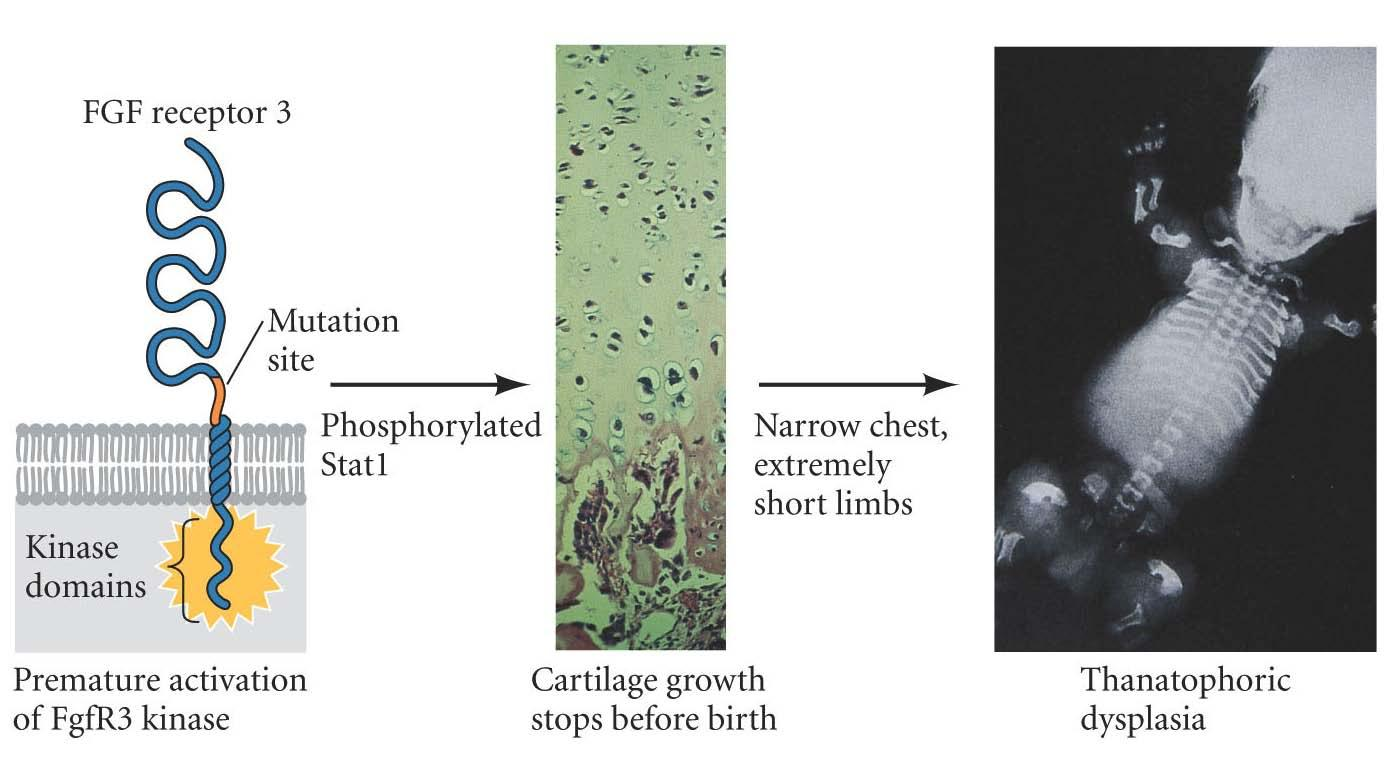 FGF receptor 3
Mutation
site
Kinase
domains
Premature activation
of FgfR3 kinase
Phosphorylated
Stat1
Cartilage growth
stops before birth
Narrow chest,
extremely
short limbs
Thanatophoric
dysplasia